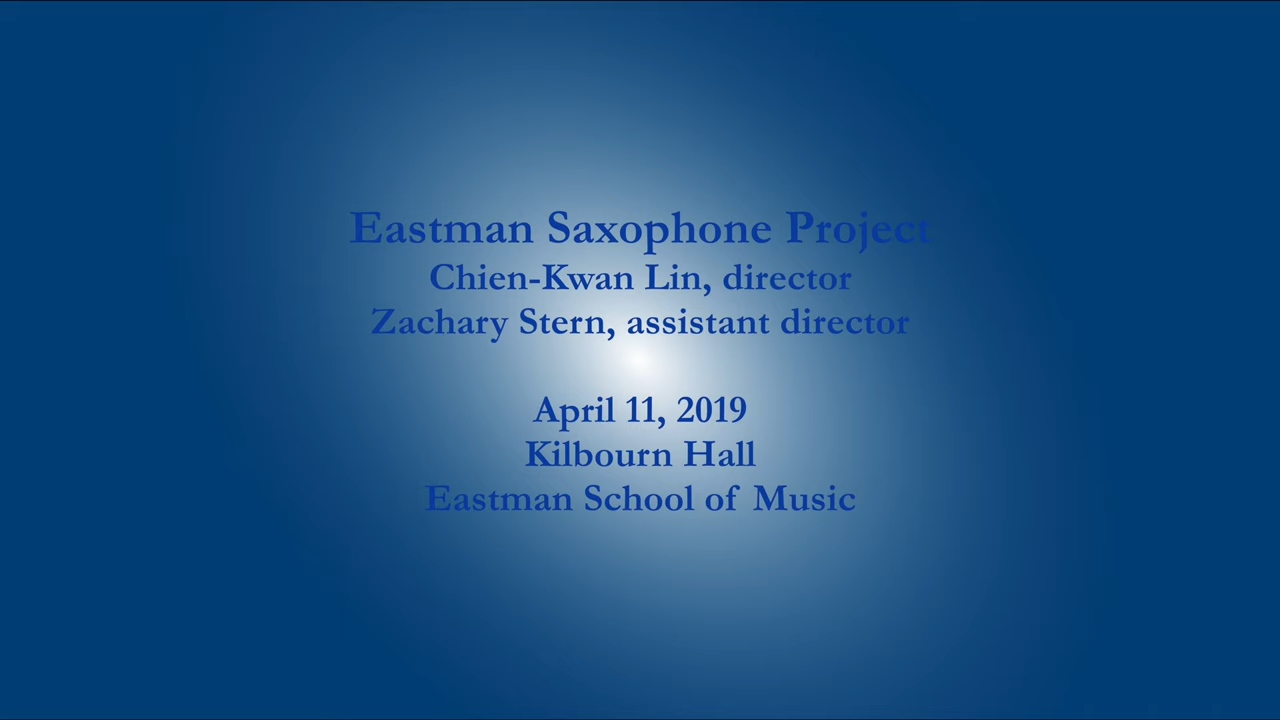 Eastman Saxophone Project
Chien-Kwan Lin, director
Zachary Stern, assistant director
April 11, 2019
Kilbourn Hall
Eastman School of Music